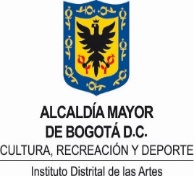 ALCALDÍA MAYOR
DE BOGOTÁ D.C.
CULTURA, RECREACIÓN Y DEPORTE
Instituto Distrital de las Artes